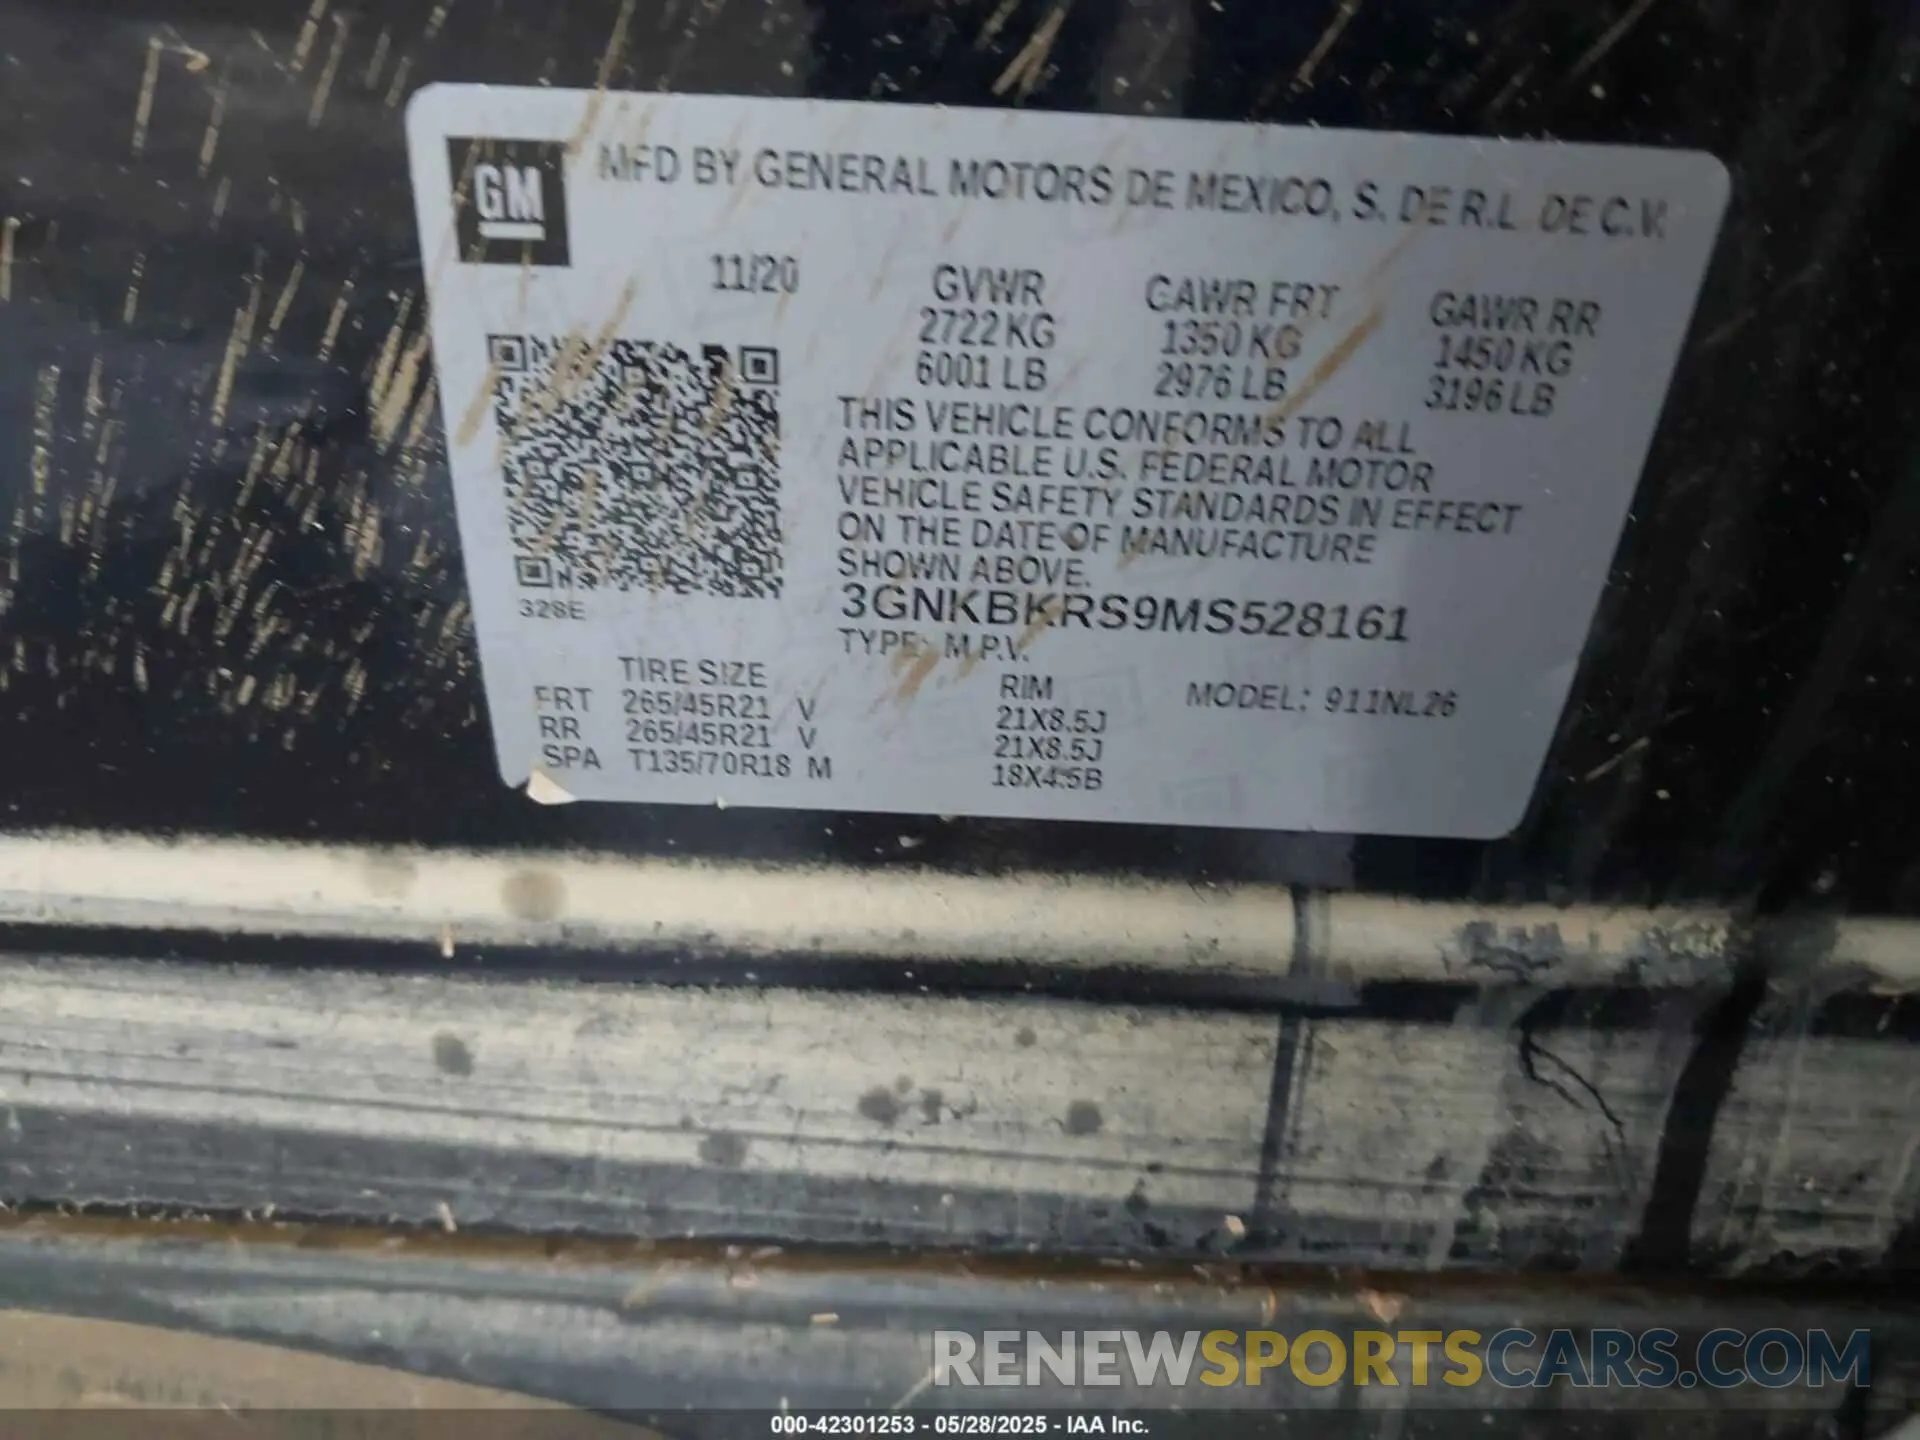 GM
MFD BY GENERAL MOTORS DE MEXICO, S. DE R.L. DE C.V.
11/20
GVWR GAWR FRT GAWR RR
2722 KG 1350 KG 1450 KG
6001 LB 2976 LB 3196 LB
THIS VEHICLE CONFORMS TO ALL
APPLICABLE U.S. FEDERAL MOTOR
VEHICLE SAFETY STANDARDS IN EFFECT
ON THE DATE OF MANUFACTURE
SHOWN ABOVE.
328E
3GNKBKRS9MS528161
TYPE: M.P.V.
TIRE SIZE RIM MODEL: 911NL26
FRT 265/45R21 V 21X8.5J
RR 265/45R21 V 21X8.5J
SPA T135/70R18 M 18X4.5B
RENEWSPORTSCARS.COM
000-42301253 - 05/28/2025 - IAA Inc.